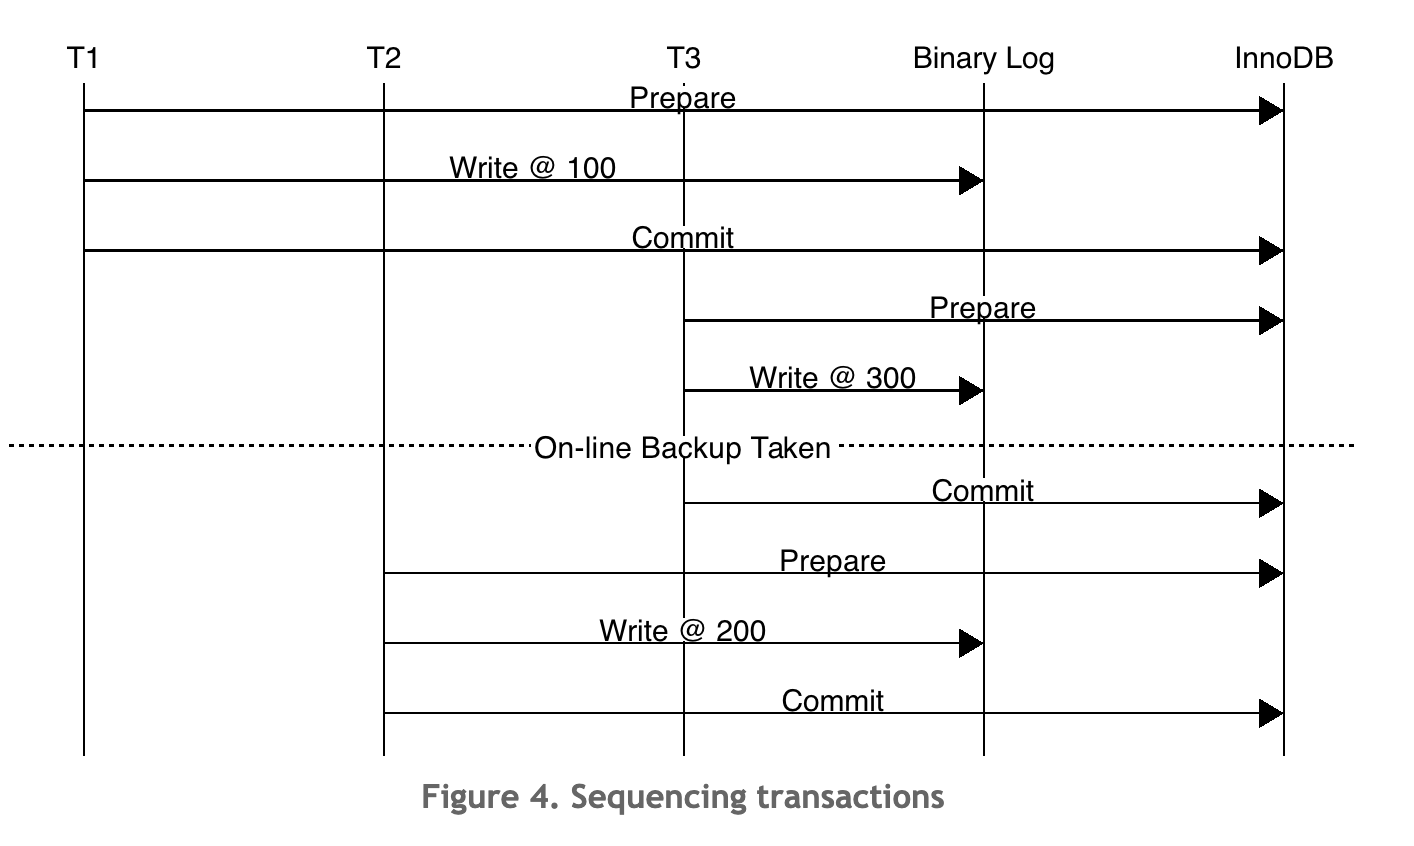 T1 T2 T3 Binary Log InnoDB
Prepare
Write @ 100
Commit
Prepare
Write @ 300
On-line Backup Taken
Commit
Prepare
Write @ 200
Commit
Figure 4. Sequencing transactions